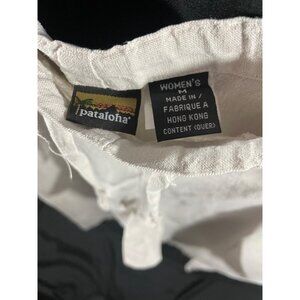 pataloha®
WOMEN'S
M
MADE IN /
FABRIQUE A
HONG KONG
CONTENT (OVER)